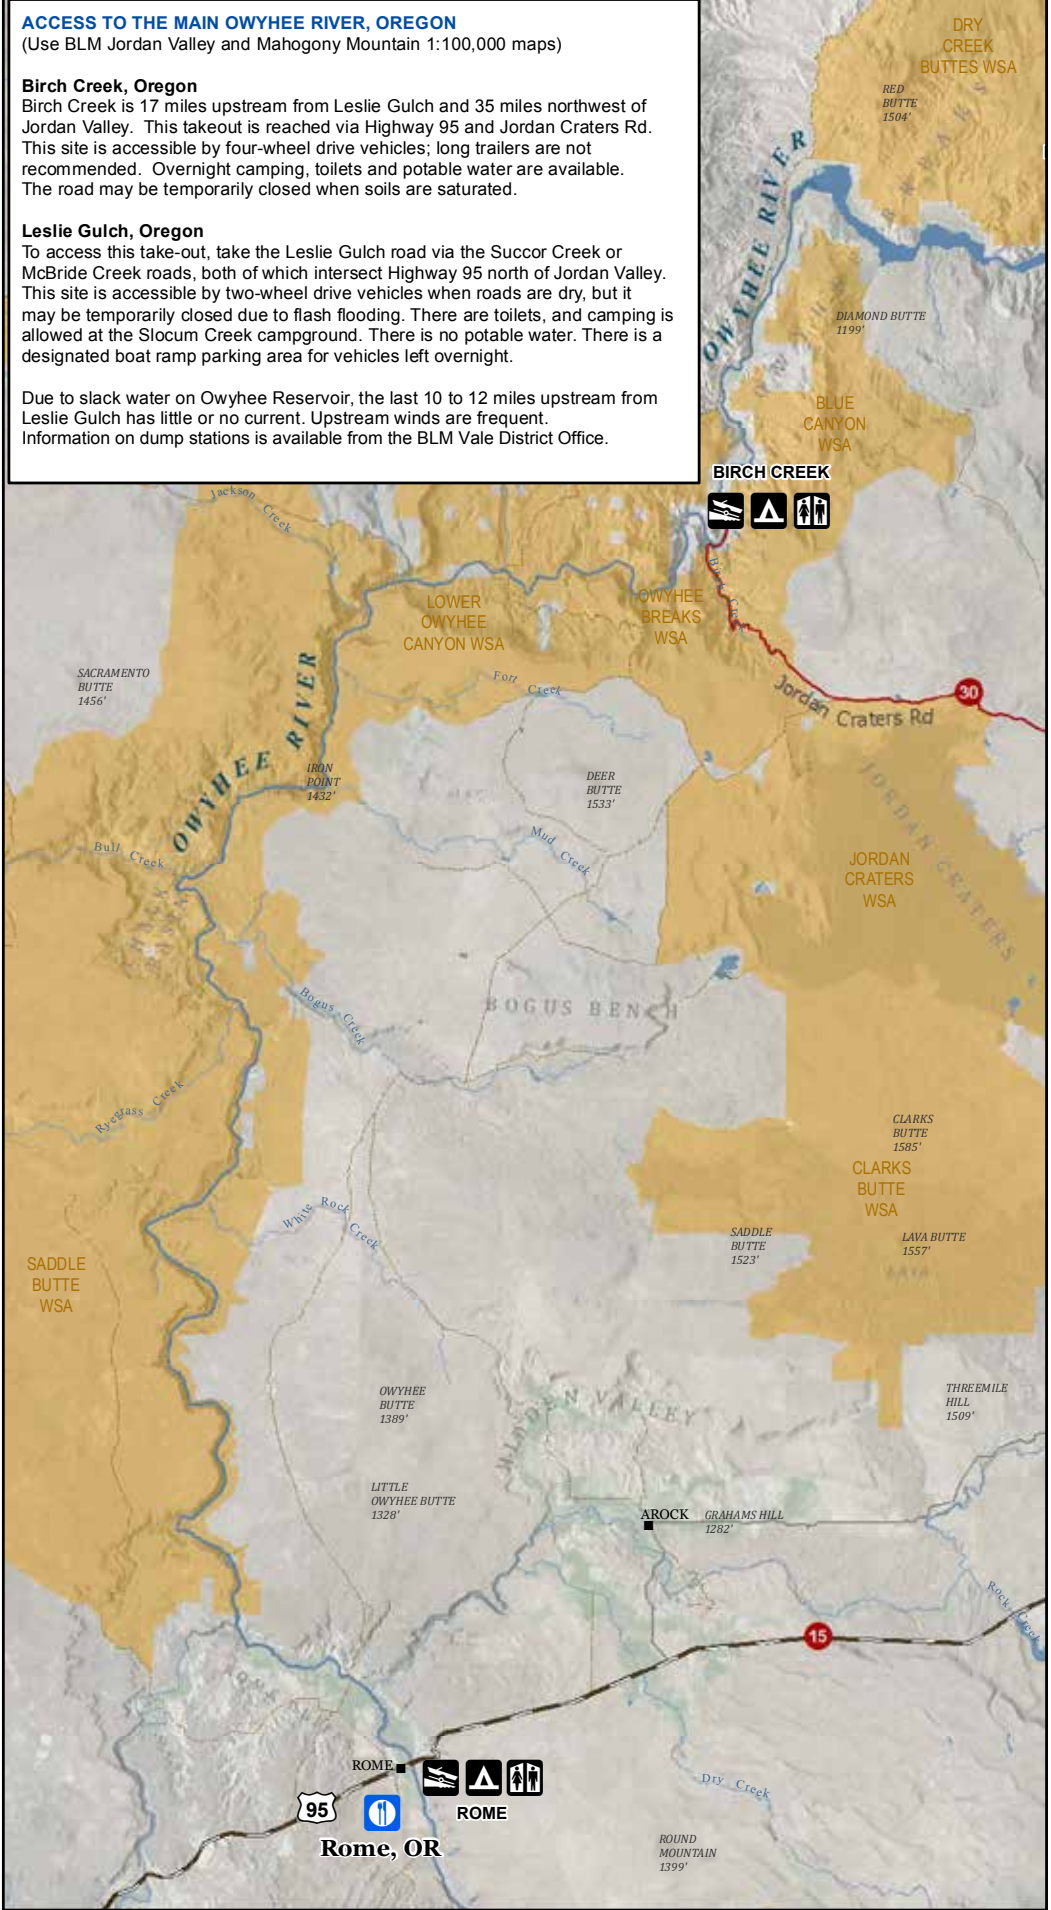 ACCESS TO THE MAIN OWYHEE RIVER, OREGON
(Use BLM Jordan Valley and Mahogony Mountain 1:100,000 maps)
Birch Creek, Oregon
Birch Creek is 17 miles upstream from Leslie Gulch and 35 miles northwest of
Jordan Valley. This takeout is reached via Highway 95 and Jordan Craters Rd.
This site is accessible by four-wheel drive vehicles; long trailers are not
recommended. Overnight camping, toilets and potable water are available.
The road may be temporarily closed when soils are saturated.
Leslie Gulch, Oregon
To access this take-out, take the Leslie Gulch road via the Succor Creek or
McBride Creek roads, both of which intersect Highway 95 north of Jordan Valley.
This site is accessible by two-wheel drive vehicles when roads are dry, but it
may be temporarily closed due to flash flooding. There are toilets, and camping is
allowed at the Slocum Creek campground. There is no potable water. There is a
designated boat ramp parking area for vehicles left overnight.
Due to slack water on Owyhee Reservoir, the last 10 to 12 miles upstream from
Leslie Gulch has little or no current. Upstream winds are frequent.
Information on dump stations is available from the BLM Vale District Office.
DRY
CREEK
BUTTES WSA
RED
BUTTE
1504'
OWYHEE RIVER
DIAMOND BUTTE
1199'
BLUE
CANYON
WSA
BIRCH CREEK
Jackson Creek
Birch Creek
LOWER
OWYHEE
CANYON WSA
OWYHEE
BREAKS
WSA
SACRAMENTO
BUTTE
1456'
Fort Creek
Jordan Craters Rd
30
OWYHEE RIVER
IRON
POINT
1432'
DEER
BUTTE
1533'
JORDAN CRATERS
Bull Creek
Mud Creek
JORDAN
CRATERS
WSA
Bogus Creek
BOGUS BENCH
Ryegrass Creek
CLARKS
BUTTE
1585'
CLARKS
BUTTE
WSA
White Rock Creek
SADDLE
BUTTE
1523'
LAVA BUTTE
1557'
SADDLE
BUTTE
WSA
OWYHEE
BUTTE
1389'
HIDDEN VALLEY
THREEMILE
HILL
1509'
LITTLE
OWYHEE BUTTE
1328'
AROCK
GRAHAMS HILL
1282'
Rock Creek
15
ROME
ROME
95
Rome, OR
Dry Creek
ROUND
MOUNTAIN
1399'